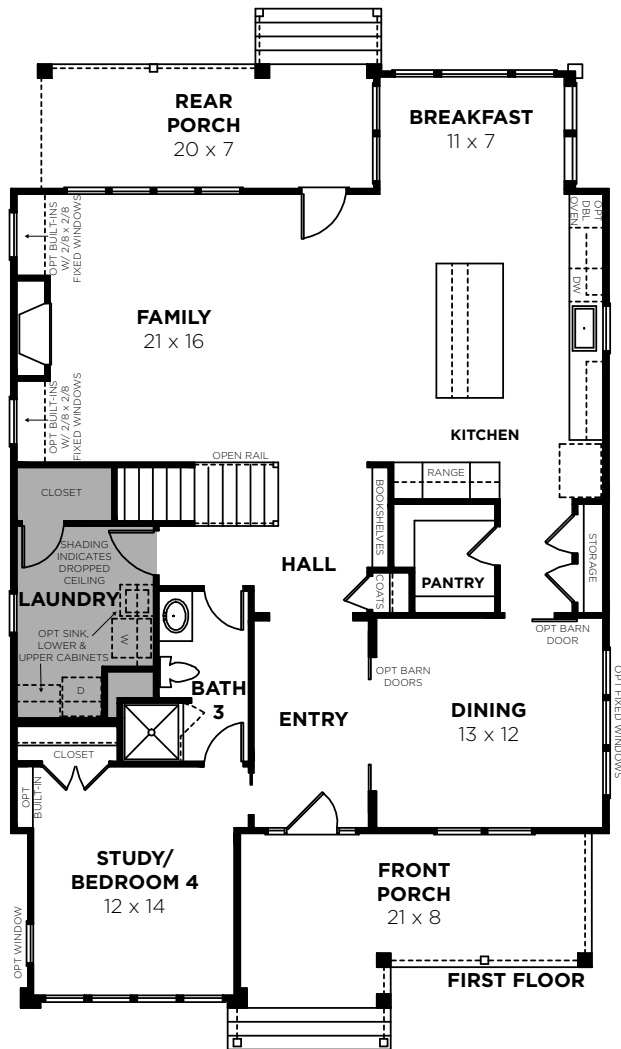 REAR
PORCH
20 x 7
BREAKFAST
11 x 7
OPT BUILT-INS
W/ 2/8 x 2/8
FIXED WINDOWS
OPT
DBL
OVEN
DW
FAMILY
21 x 16
OPT BUILT-INS
W/ 2/8 x 2/8
FIXED WINDOWS
KITCHEN
OPEN RAIL
RANGE
CLOSET
BOOKSHELVES
STORAGE
SHADING
INDICATES
DROPPED
CEILING
HALL
PANTRY
COATS
LAUNDRY
OPT SINK,
LOWER &
UPPER CABINETS
W
D
OPT BARN
DOOR
OPT BARN
DOORS
BATH
3
ENTRY
DINING
13 x 12
OPT FIXED WINDOWS
CLOSET
OPT
BUILT-IN
STUDY/
BEDROOM 4
12 x 14
FRONT
PORCH
21 x 8
OPT WINDOW
FIRST FLOOR